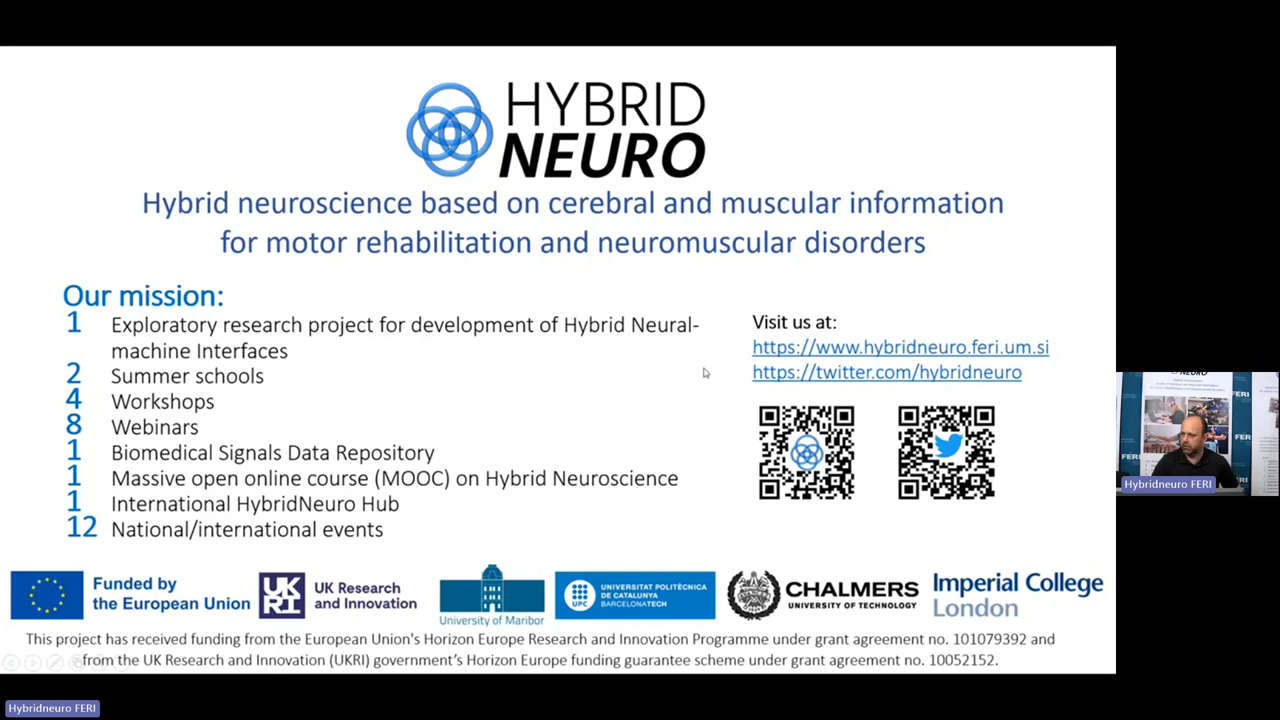 HYBRID
NEURO
Hybrid neuroscience based on cerebral and muscular information
for motor rehabilitation and neuromuscular disorders
Our mission:
1 Exploratory research project for development of Hybrid Neural-
machine Interfaces
2 Summer schools
4 Workshops
8 Webinars
1 Biomedical Signals Data Repository
1 Massive open online course (MOOC) on Hybrid Neuroscience
1 International HybridNeuro Hub
12 National/international events
Visit us at:
https://www.hybridneuro.feri.um.si
https://twitter.com/hybridneuro
Funded by
the European Union
UK
RI
UK Research
and Innovation
University of Maribor
UPC
UNIVERSITAT POLITÈCNICA
DE CATALUNYA
BARCELONATECH
CHALMERS
UNIVERSITY OF TECHNOLOGY
Imperial College
London
This project has received funding from the European Union's Horizon Europe Research and Innovation Programme under grant agreement no. 101079392 and
from the UK Research and Innovation (UKRI) government's Horizon Europe funding guarantee scheme under grant agreement no. 10052152.
NEURO
FERI
FERI
Hybridneuro FERI
Hybridneuro FERI